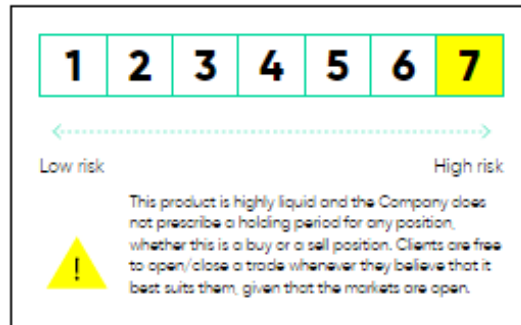 1 2 3 4 5 6 7
Low risk High risk
This product is highly liquid and the Company does
not prescribe a holding period for any position,
whether this is a buy or a sell position. Clients are free
to open/close a trade whenever they believe that it
! best suits them, given that the markets are open.